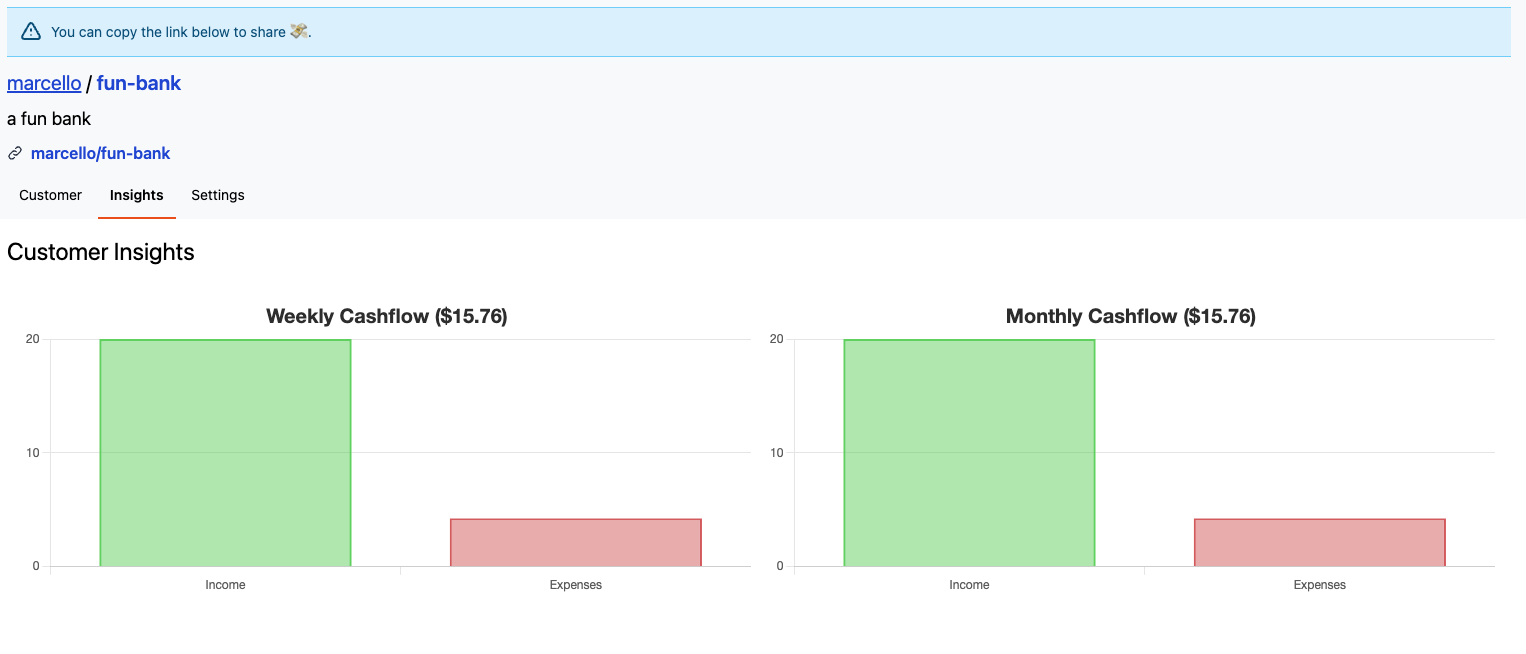 You can copy the link below to share 💸.
marcello / fun-bank
a fun bank
marcello/fun-bank
Customer Insights Settings
Customer Insights
Weekly Cashflow ($15.76)
20
10
0
Income Expenses
Monthly Cashflow ($15.76)
20
10
0
Income Expenses